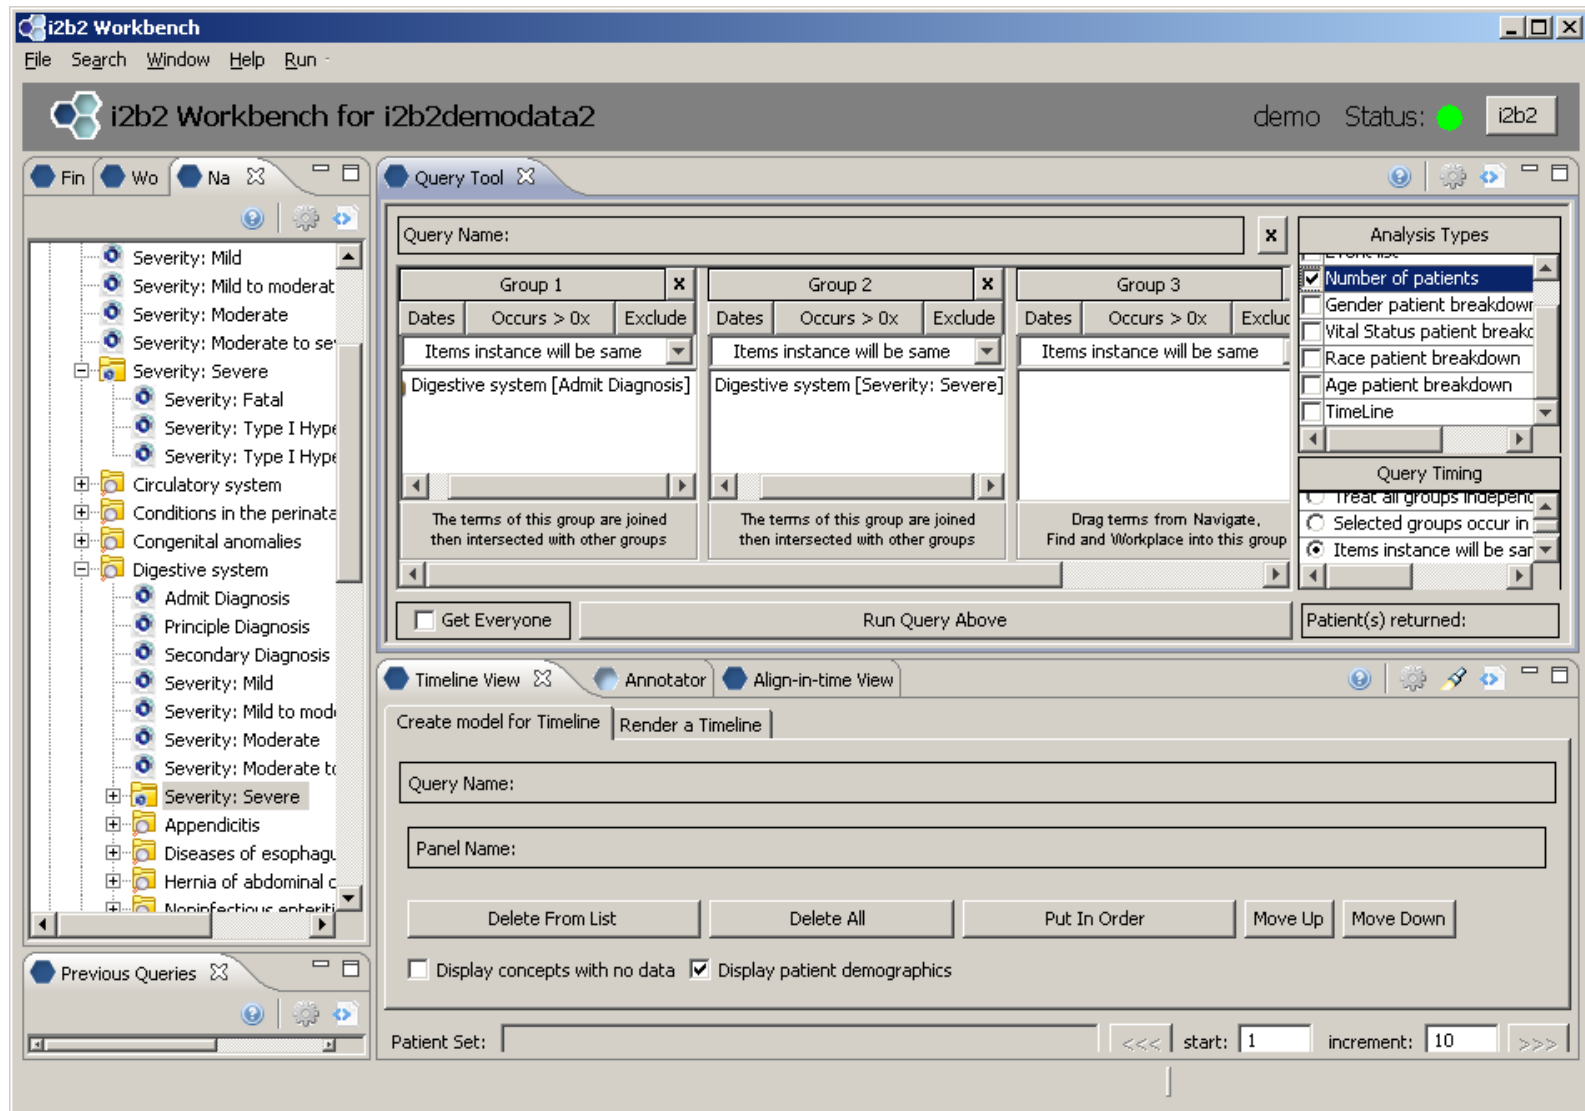 i2b2 Workbench
File Search Window Help Run
i2b2 Workbench for i2b2demodata2
demo Status: i2b2
Fin Wo Na
Severity: Mild
Severity: Mild to moderat
Severity: Moderate
Severity: Moderate to se
Severity: Severe
Severity: Fatal
Severity: Type I Hype
Severity: Type I Hype
Circulatory system
Conditions in the perinata
Congenital anomalies
Digestive system
Admit Diagnosis
Principle Diagnosis
Secondary Diagnosis
Severity: Mild
Severity: Mild to mod
Severity: Moderate
Severity: Moderate to
Severity: Severe
Appendicitis
Diseases of esophagu
Hernia of abdominal c
Noninfectious enteriti
Previous Queries
Query Tool
Query Name: x
Group 1 x
Dates Occurs > 0x Exclude
Items instance will be same
Digestive system [Admit Diagnosis]
The terms of this group are joined
then intersected with other groups
Group 2 x
Dates Occurs > 0x Exclude
Items instance will be same
Digestive system [Severity: Severe]
The terms of this group are joined
then intersected with other groups
Group 3
Dates Occurs > 0x Exclud
Items instance will be same
Drag terms from Navigate,
Find and Workplace into this group
Get Everyone Run Query Above
Analysis Types
Event list
Number of patients
Gender patient breakdown
Vital Status patient breakd
Race patient breakdown
Age patient breakdown
TimeLine
Query Timing
Treat all groups independ
Selected groups occur in
Items instance will be sar
Patient(s) returned:
Timeline View Annotator Align-in-time View
Create model for Timeline Render a Timeline
Query Name:
Panel Name:
Delete From List Delete All Put In Order Move Up Move Down
Display concepts with no data Display patient demographics
Patient Set: <<< start: 1 increment: 10 >>>